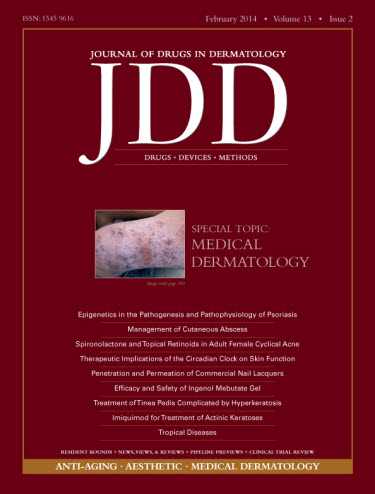 ISSN: 1545 9616
February 2014 • Volume 13 • Issue 2
JOURNAL OF DRUGS IN DERMATOLOGY
JDD
DRUGS • DEVICES • METHODS
SPECIAL TOPIC:
MEDICAL
DERMATOLOGY
Epigenetics in the Pathogenesis and Pathophysiology of Psoriasis
Management of Cutaneous Abscess
Spironolactone and Topical Retinoids in Adult Female Cyclical Acne
Therapeutic Implications of the Circadian Clock on Skin Function
Penetration and Permeation of Commercial Nail Lacquers
Efficacy and Safety of Ingenol Mebutate Gel
Treatment of Tinea Pedis Complicated by Hyperkeratosis
Imiquimod for Treatment of Actinic Keratoses
Tropical Diseases
RESIDENT ROUNDS • NEWS, VIEWS, & REVIEWS • PIPELINE PREVIEWS • CLINICAL TRIAL REVIEW
ANTI-AGING · AESTHETIC · MEDICAL DERMATOLOGY